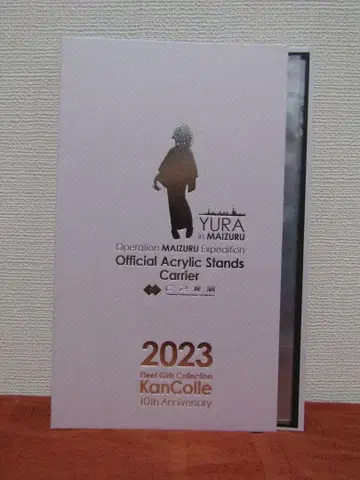 YURA
in MAIZURU
Operation MAIZURU Expedition
Official Acrylic Stands
Carrier
2023
Fleet Girls Collection
KanColle
10th Anniversary